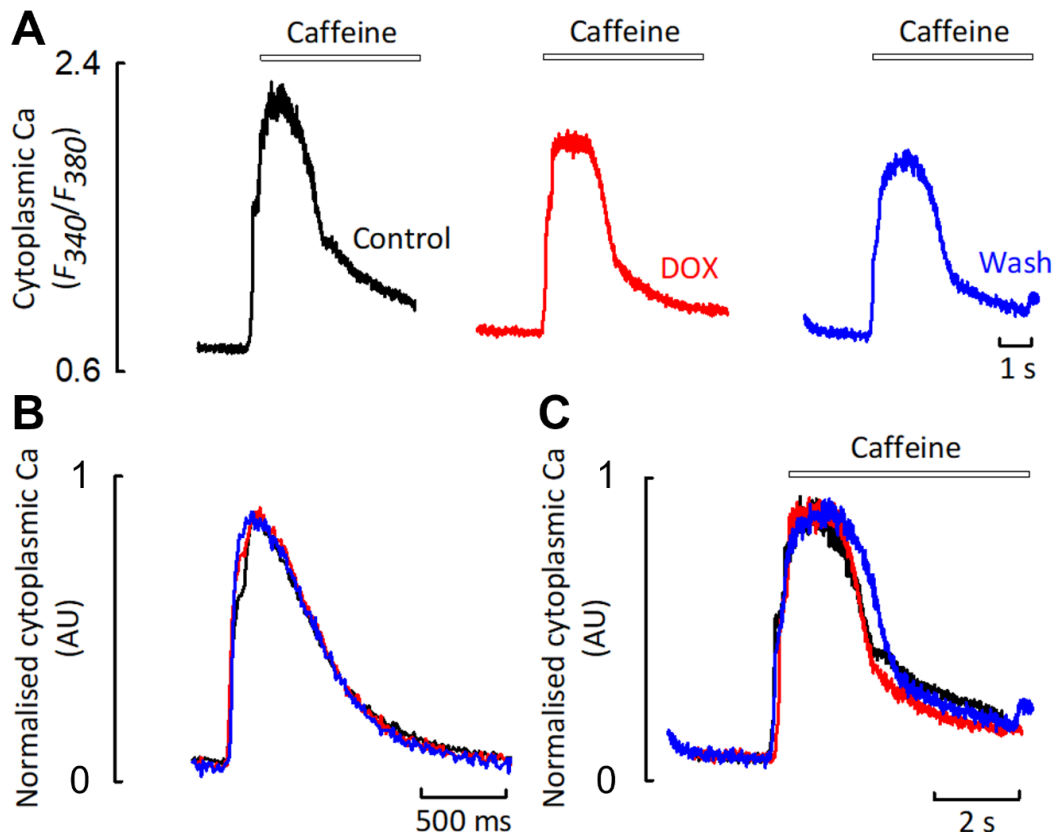 A
Caffeine
Caffeine
Caffeine
2.4
Cytoplasmic Ca
(F340/F380)
0.6
Control
DOX
Wash
1 s
B
1
Normalised cytoplasmic Ca
(AU)
0
500 ms
C
Caffeine
1
Normalised cytoplasmic Ca
(AU)
0
2 s